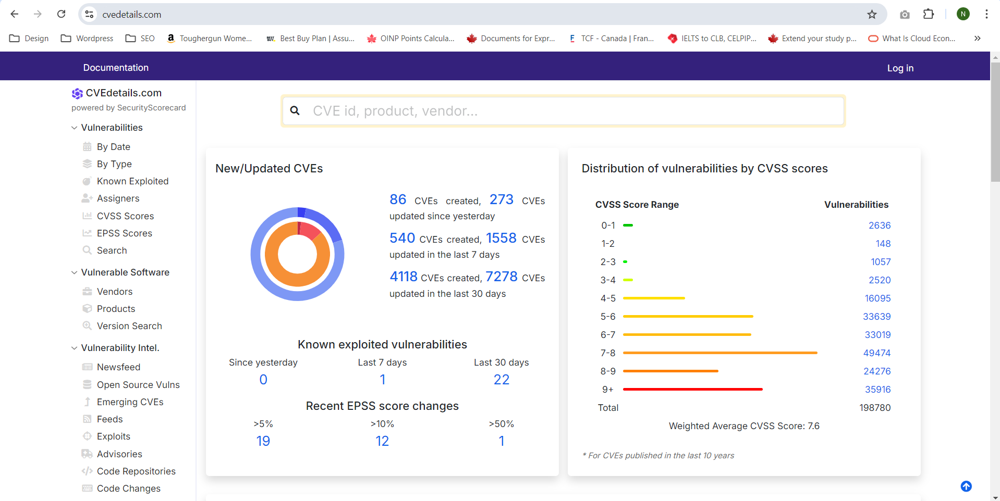 cvedetails.com
N
Design
Wordpress
SEO
Toughergun Wome...
BEST BUY. Best Buy Plan | Assu...
OINP Points Calcula...
Documents for Expr...
TCF - Canada | Fran...
IELTS to CLB, CELPIP...
Extend your study p...
What Is Cloud Econ...
Documentation
Log in
CVEdetails.com
powered by SecurityScorecard
Vulnerabilities
By Date
By Type
Known Exploited
Assigners
CVSS Scores
EPSS Scores
Search
Vulnerable Software
Vendors
Products
Version Search
Vulnerability Intel.
Newsfeed
Open Source Vulns
Emerging CVEs
Feeds
Exploits
Advisories
Code Repositories
Code Changes
CVE id, product, vendor...
New/Updated CVEs
86 CVEs created, 273 CVEs
updated since yesterday
540 CVEs created, 1558 CVEs
updated in the last 7 days
4118 CVEs created, 7278 CVEs
updated in the last 30 days
Known exploited vulnerabilities
Since yesterday Last 7 days Last 30 days
0 1 22
Recent EPSS score changes
>5% >10% >50%
19 12 1
Distribution of vulnerabilities by CVSS scores
CVSS Score Range Vulnerabilities
0-1 2636
1-2 148
2-3 1057
3-4 2520
4-5 16095
5-6 33639
6-7 33019
7-8 49474
8-9 24276
9+ 35916
Total 198780
Weighted Average CVSS Score: 7.6
* For CVEs published in the last 10 years